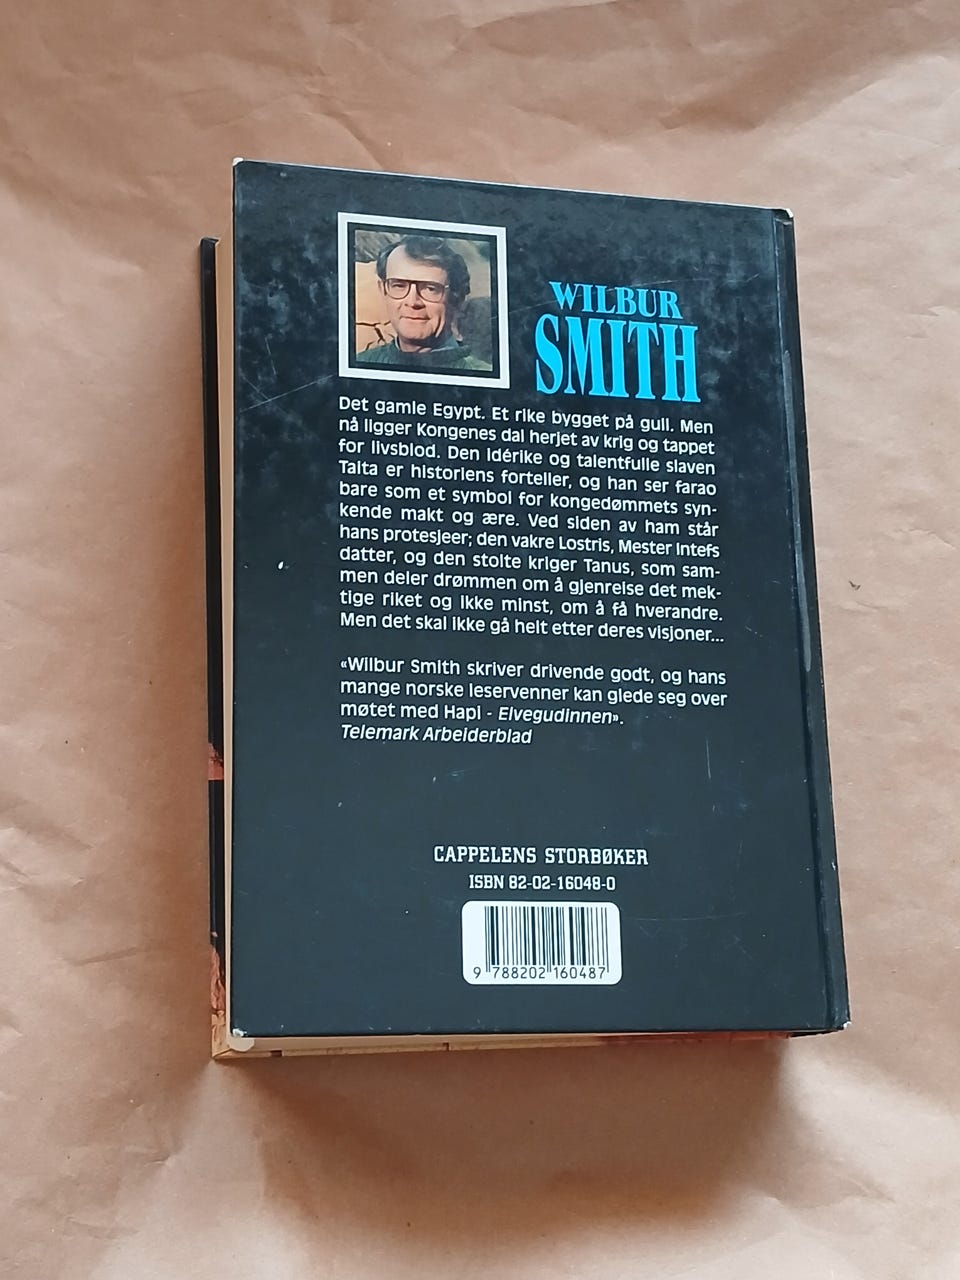 WILBUR
SMITH
Det gamle Egypt. Et rike bygget på gull. Men
nå ligger Kongenes dal herjet av krig og tappet
for livsblod. Den idérike og talentfulle slaven
Taita er historiens forteller, og han ser farao
bare som et symbol for kongedømmets syn-
kende makt og ære. Ved siden av ham står
hans protesjeer; den vakre Lostris, Mester Intefs
datter, og den stolte kriger Tanus, som sam-
men deler drømmen om å gjenreise det mek-
tige riket og ikke minst, om å få hverandre.
Men det skal ikke gå helt etter deres visjoner...
«Wilbur Smith skriver drivende godt, og hans
mange norske leservenner kan glede seg over
møtet med Hapi - Elvegudinnen».
Telemark Arbeiderblad
CAPPELENS STORBØKER
ISBN 82-02-16048-0
9 788202 160487